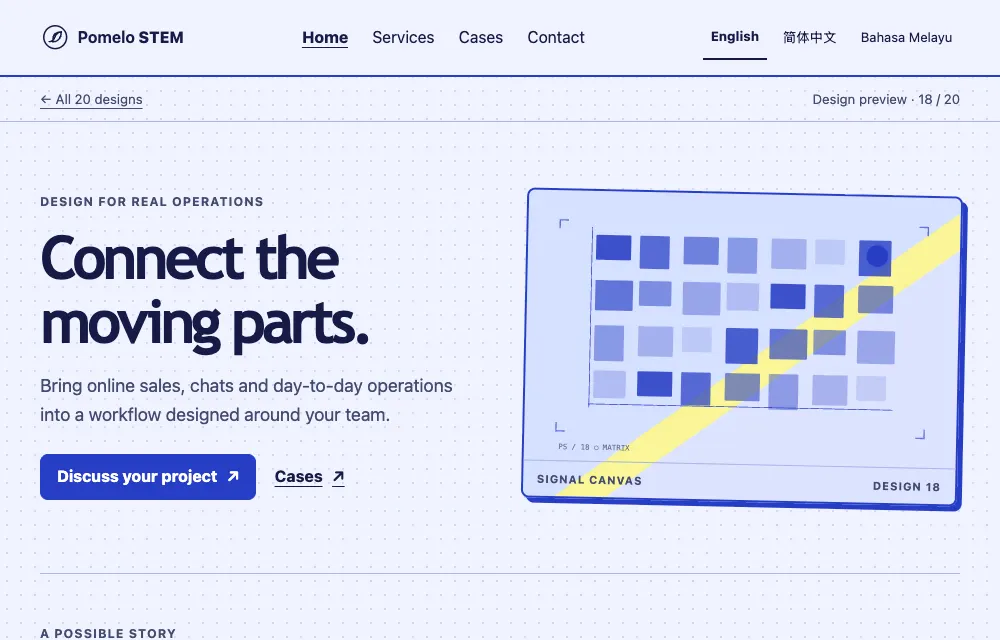 Pomelo STEM
Home Services Cases Contact
English 简体中文 Bahasa Melayu
← All 20 designs
Design preview · 18 / 20
DESIGN FOR REAL OPERATIONS
Connect the
moving parts.
Bring online sales, chats and day-to-day operations
into a workflow designed around your team.
Discuss your project ↗
Cases ↗
PS / 18 ○ MATRIX
SIGNAL CANVAS
DESIGN 18
A POSSIBLE STORY